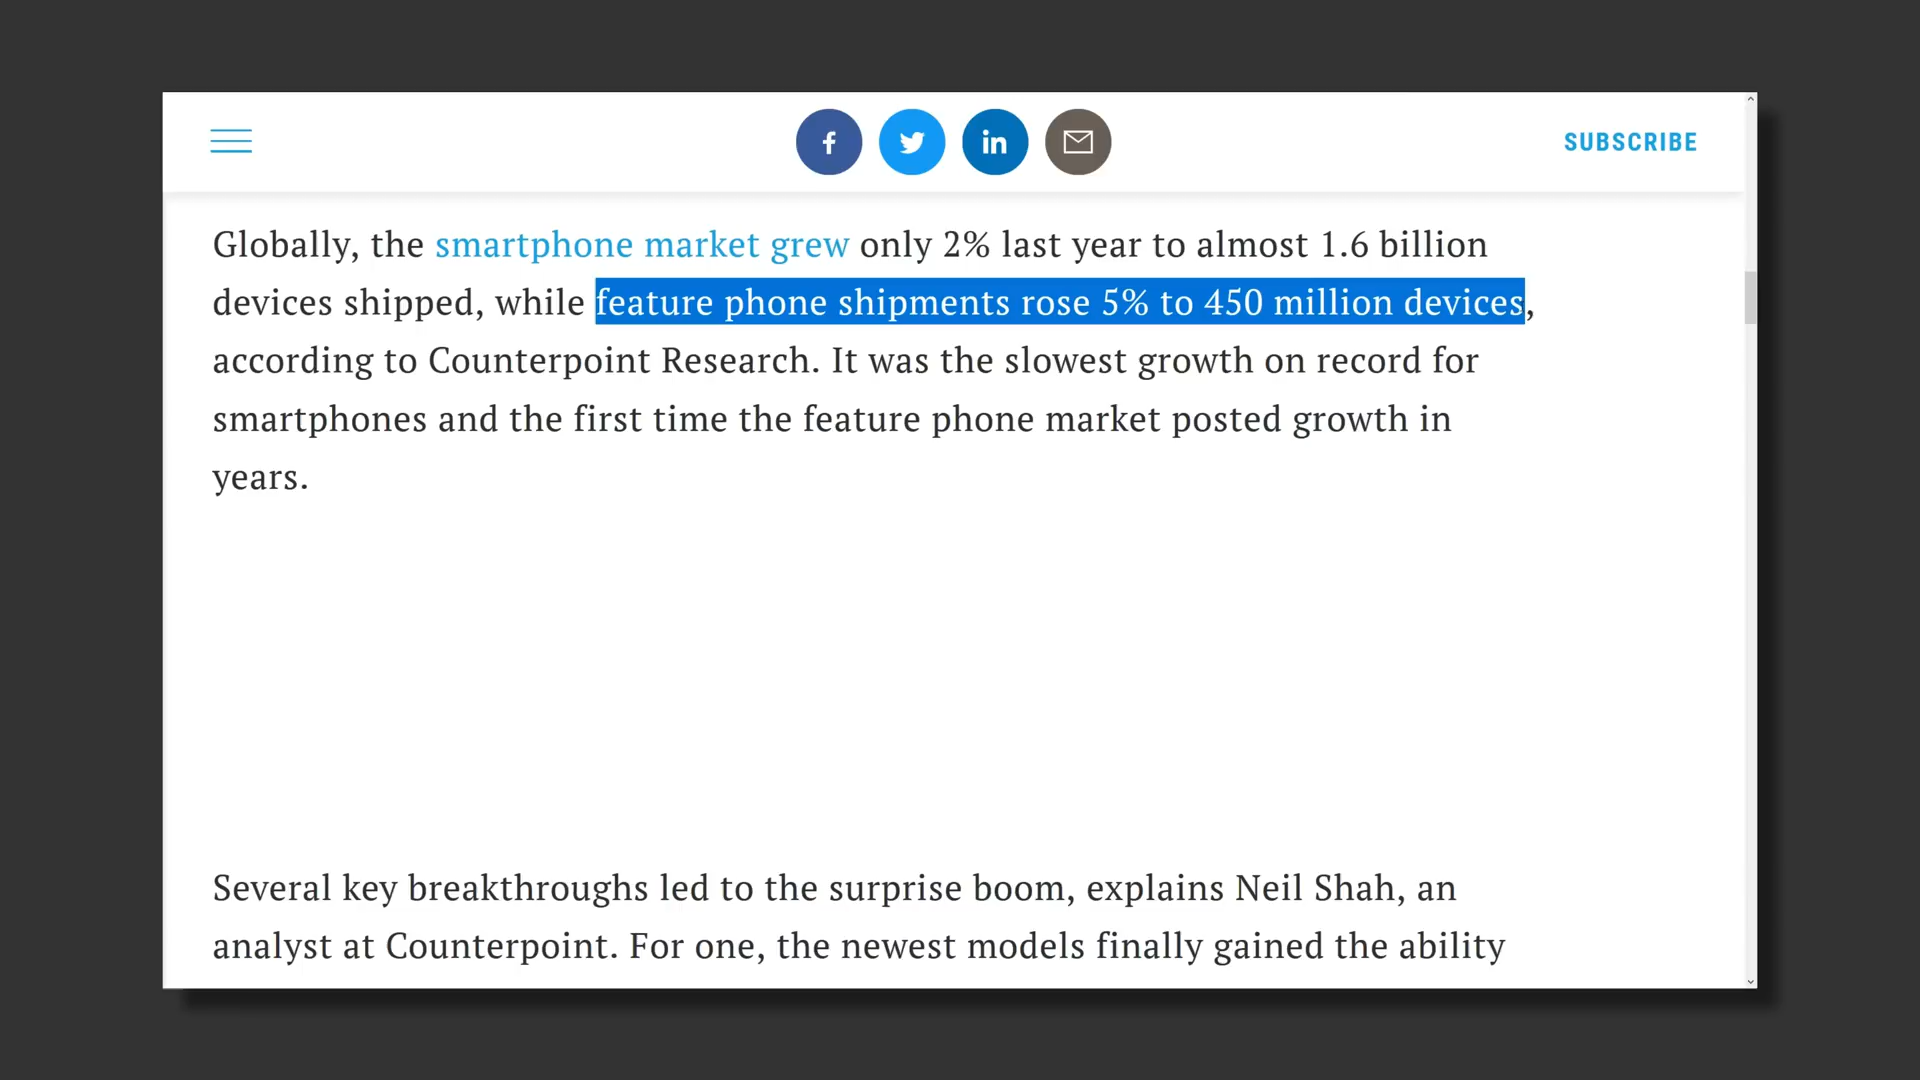 SUBSCRIBE
Globally, the smartphone market grew only 2% last year to almost 1.6 billion
devices shipped, while feature phone shipments rose 5% to 450 million devices,
according to Counterpoint Research. It was the slowest growth on record for
smartphones and the first time the feature phone market posted growth in
years.
Several key breakthroughs led to the surprise boom, explains Neil Shah, an
analyst at Counterpoint. For one, the newest models finally gained the ability